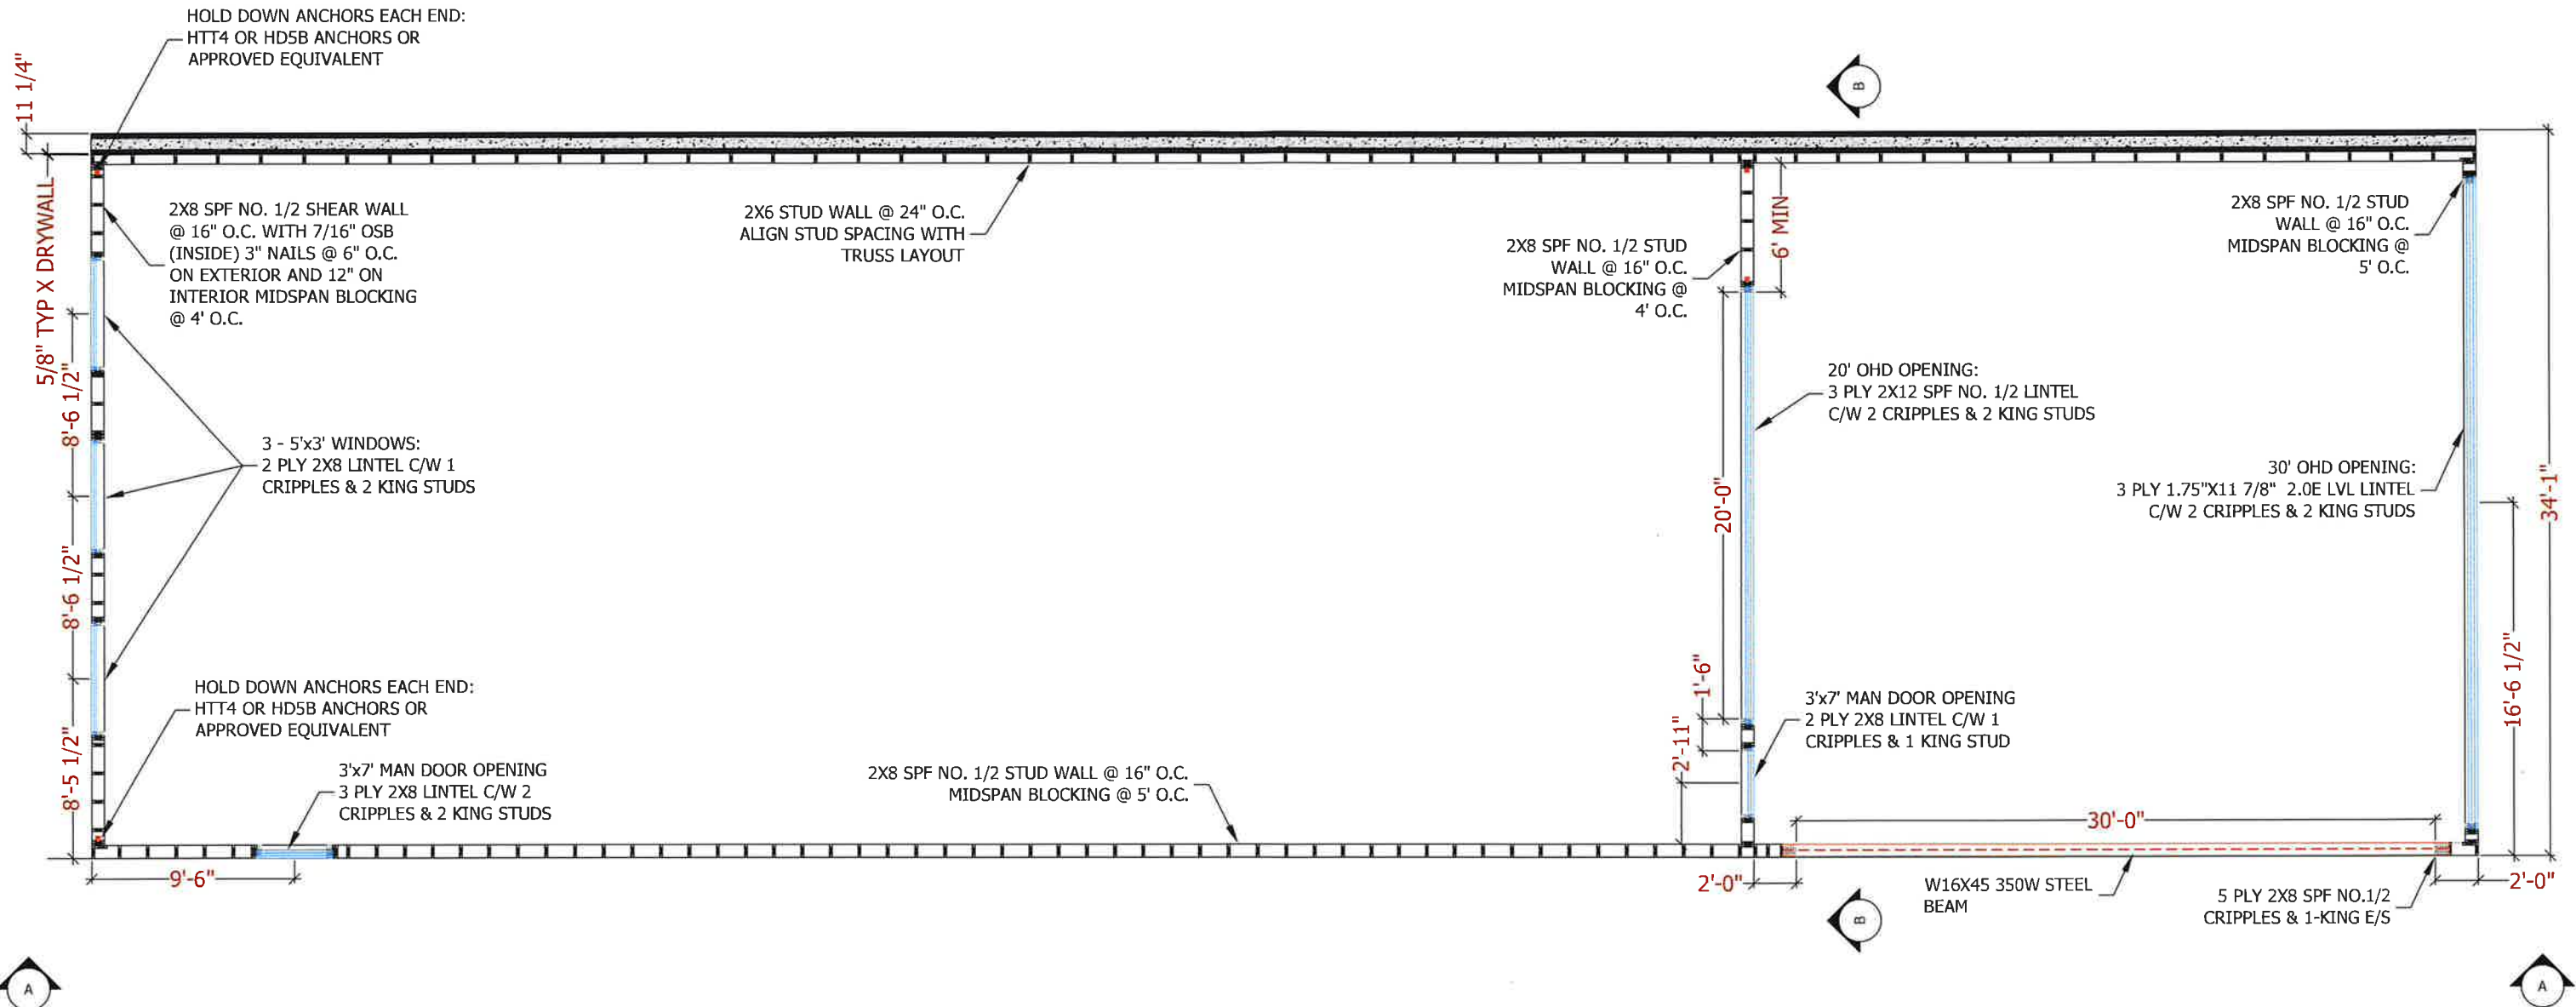 HOLD DOWN ANCHORS EACH END:
HTT4 OR HD5B ANCHORS OR
APPROVED EQUIVALENT
11 1/4"
B
5/8" TYP X DRYWALL
2X8 SPF NO. 1/2 SHEAR WALL
@ 16" O.C. WITH 7/16" OSB
(INSIDE) 3" NAILS @ 6" O.C.
ON EXTERIOR AND 12" ON
INTERIOR MIDSPAN BLOCKING
@ 4' O.C.
2X6 STUD WALL @ 24" O.C.
ALIGN STUD SPACING WITH
TRUSS LAYOUT
2X8 SPF NO. 1/2 STUD
WALL @ 16" O.C.
MIDSPAN BLOCKING @
4' O.C.
6' MIN
2X8 SPF NO. 1/2 STUD
WALL @ 16" O.C.
MIDSPAN BLOCKING @
5' O.C.
8'-6 1/2"
3 - 5'x3' WINDOWS:
2 PLY 2X8 LINTEL C/W 1
CRIPPLES & 2 KING STUDS
20' OHD OPENING:
3 PLY 2X12 SPF NO. 1/2 LINTEL
C/W 2 CRIPPLES & 2 KING STUDS
20'-0"
30' OHD OPENING:
3 PLY 1.75"X11 7/8" 2.0E LVL LINTEL
C/W 2 CRIPPLES & 2 KING STUDS
34'-1"
8'-6 1/2"
16'-6 1/2"
HOLD DOWN ANCHORS EACH END:
HTT4 OR HD5B ANCHORS OR
APPROVED EQUIVALENT
1'-6"
2'-11"
3'x7' MAN DOOR OPENING
2 PLY 2X8 LINTEL C/W 1
CRIPPLES & 1 KING STUD
8'-5 1/2"
3'x7' MAN DOOR OPENING
3 PLY 2X8 LINTEL C/W 2
CRIPPLES & 2 KING STUDS
2X8 SPF NO. 1/2 STUD WALL @ 16" O.C.
MIDSPAN BLOCKING @ 5' O.C.
30'-0"
9'-6"
2'-0"
W16X45 350W STEEL
BEAM
5 PLY 2X8 SPF NO.1/2
CRIPPLES & 1-KING E/S
2'-0"
B
A
A